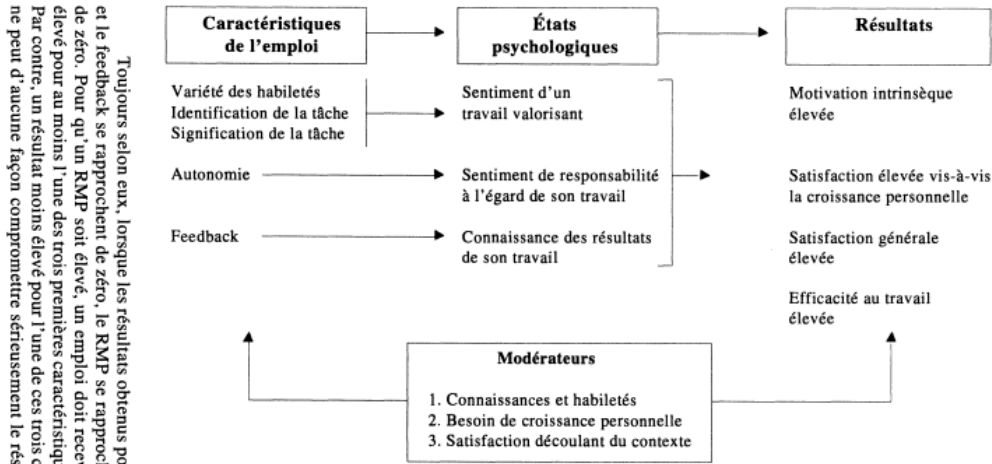 Toujours selon eux, lorsque les résultats obtenus
et le feedback se rapprochent de zéro, le RMP se
de zéro. Pour qu'un RMP soit élevé, un emploi doit
élevé pour au moins l'une des trois premières
Par contre, un résultat moins élevé pour l'une de ces trois
ne peut d'aucune façon compromettre sérieusement le
Caractéristiques
de l'emploi
États
psychologiques
Résultats
Variété des habiletés
Identification de la tâche
Signification de la tâche
Sentiment d'un
travail valorisant
Motivation intrinsèque
élevée
Autonomie
Sentiment de responsabilité
à l'égard de son travail
Satisfaction élevée vis-à-vis
la croissance personnelle
Feedback
Connaissance des résultats
de son travail
Satisfaction générale
élevée
Efficacité au travail
élevée
Modérateurs
1. Connaissances et habiletés
2. Besoin de croissance personnelle
3. Satisfaction découlant du contexte